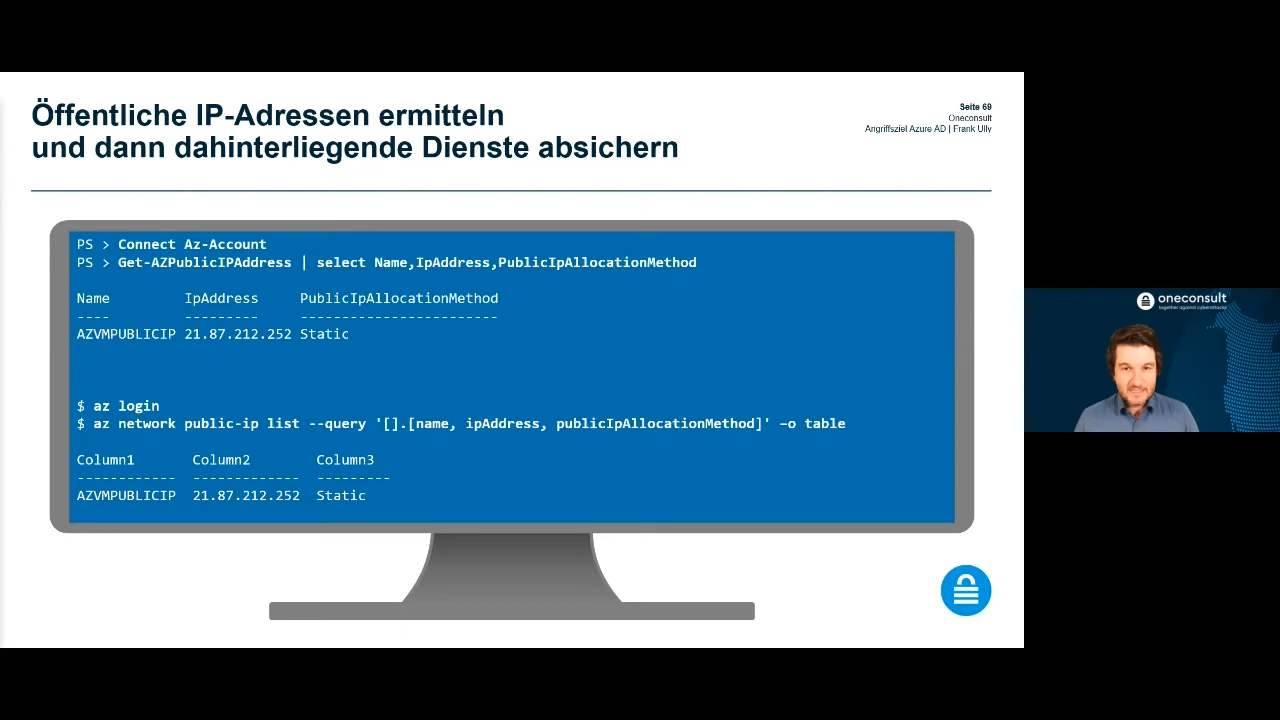 Öffentliche IP-Adressen ermitteln
und dann dahinterliegende Dienste absichern
Seite 69
Oneconsult
Angriffsziel Azure AD | Frank Ully
PS > Connect Az-Account
PS > Get-AZPublicIPAddress | select Name,IpAddress,PublicIpAllocationMethod
Name IpAddress PublicIpAllocationMethod
---- --------- ------------------------
AZVMPUBLICIP 21.87.212.252 Static
$ az login
$ az network public-ip list --query '[].[name, ipAddress, publicIpAllocationMethod]' -o table
Column1 Column2 Column3
------------ ------------- ---------
AZVMPUBLICIP 21.87.212.252 Static
oneconsult
together against cyberattacks